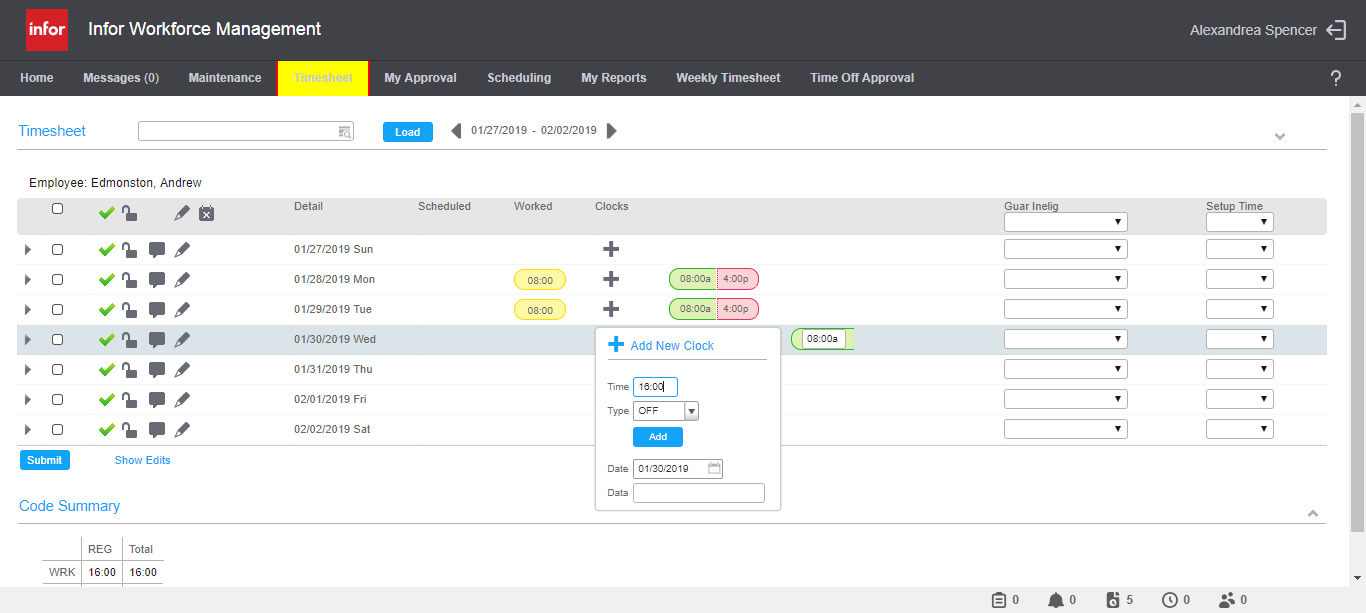 infor Infor Workforce Management Alexandrea Spencer
Home Messages (0) Maintenance Timesheet My Approval Scheduling My Reports Weekly Timesheet Time Off Approval ?
Timesheet Load 01/27/2019 - 02/02/2019
Employee: Edmonston, Andrew
Detail Scheduled Worked Clocks Guar Inelig Setup Time
01/27/2019 Sun
01/28/2019 Mon 08:00 08:00a 4:00p
01/29/2019 Tue 08:00 08:00a 4:00p
01/30/2019 Wed 08:00a
Add New Clock
Time 16:00
Type OFF
Add
Date 01/30/2019
Data
01/31/2019 Thu
02/01/2019 Fri
02/02/2019 Sat
Submit Show Edits
Code Summary
REG Total
WRK 16:00 16:00
0 0 5 0 0